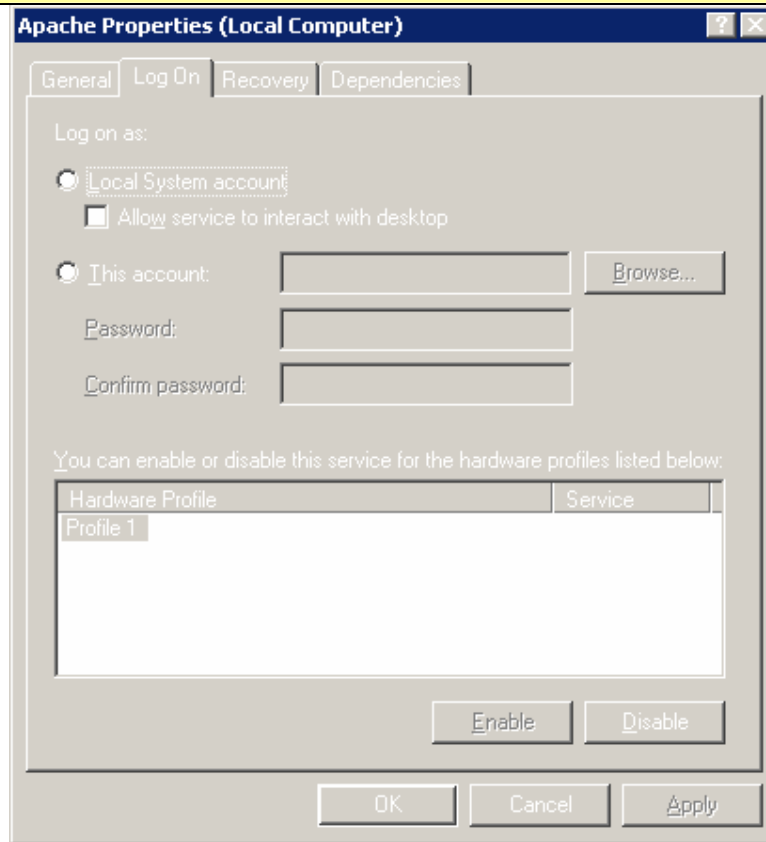 Apache Properties (Local Computer)
General Log On Recovery Dependencies
Log on as:
Local System account
Allow service to interact with desktop
This account: Browse...
Password:
Confirm password:
You can enable or disable this service for the hardware profiles listed below:
Hardware Profile Service
Profile 1
Enable Disable
OK Cancel Apply